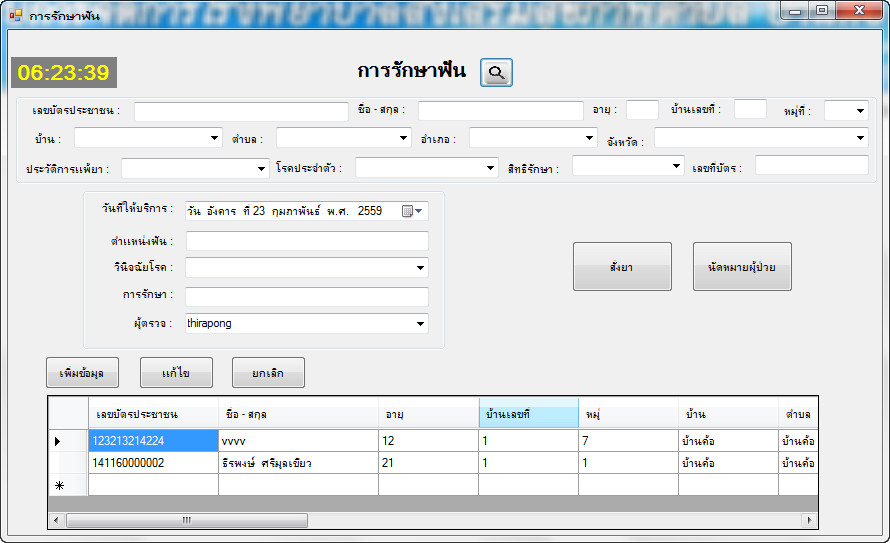 การรักษาฟัน
06:23:39
การรักษาฟัน
เลขบัตรประชาชน :
ชื่อ - สกุล :
อายุ :
บ้านเลขที่ :
หมู่ที่ :
บ้าน :
ตำบล :
อำเภอ :
จังหวัด :
ประวัติการแพ้ยา :
โรคประจำตัว :
สิทธิรักษา :
เลขที่บัตร :
วันที่ให้บริการ :
วัน อังคาร ที่ 23 กุมภาพันธ์ พ.ศ. 2559
ตำแหน่งฟัน :
วินิจฉัยโรค :
การรักษา :
ผู้ตรวจ :
thirapong
สั่งยา
นัดหมายผู้ป่วย
เพิ่มข้อมูล
แก้ไข
ยกเลิก
เลขบัตรประชาชน ชื่อ - สกุล อายุ บ้านเลขที่ หมู่ บ้าน ตำบล
123213214224 vvvv 12 1 7 บ้านค้อ บ้านค้อ
141160000002 ธิรพงษ์ ศรีมุลเขียว 21 1 1 บ้านค้อ บ้านค้อ